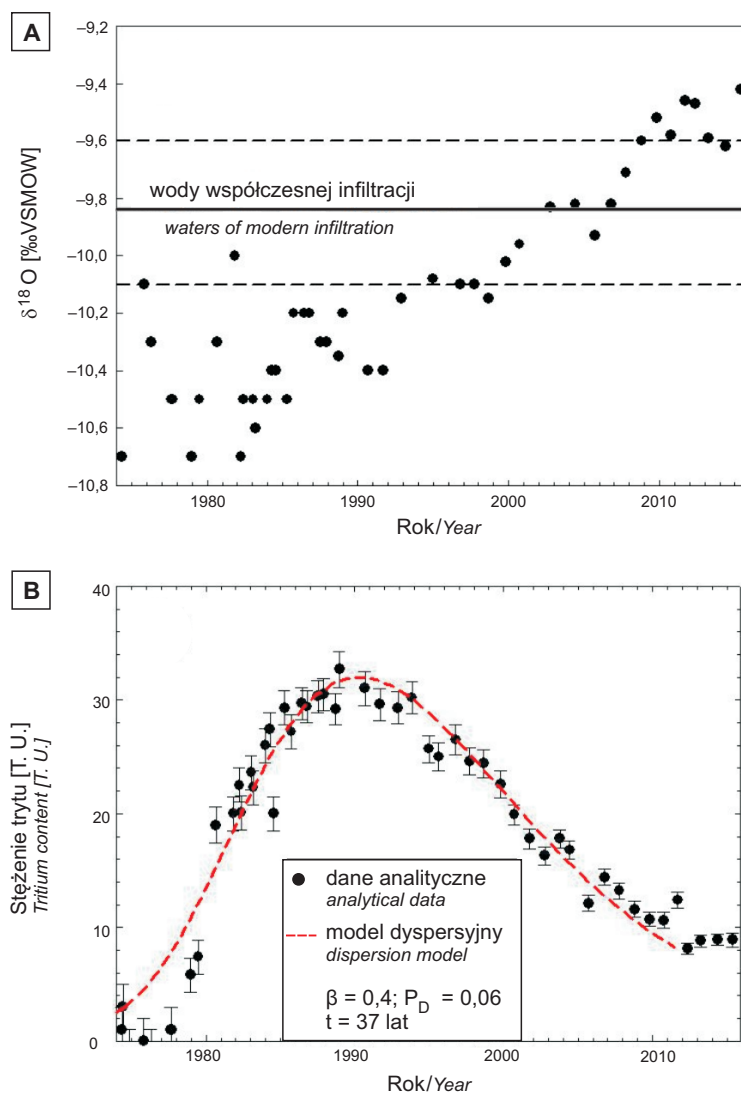 A
–9,2
–9,4
–9,6
–9,8
–10,0
–10,2
–10,4
–10,6
–10,8
δ18 O [‰VSMOW]
wody współczesnej infiltracji
waters of modern infiltration
1980
1990
2000
2010
Rok/Year
B
40
30
20
10
0
Stężenie trytu [T. U.]
Tritium content [T. U.]
dane analityczne
analytical data
model dyspersyjny
dispersion model
β = 0,4; PD = 0,06
t = 37 lat
1980
1990
2000
2010
Rok/Year